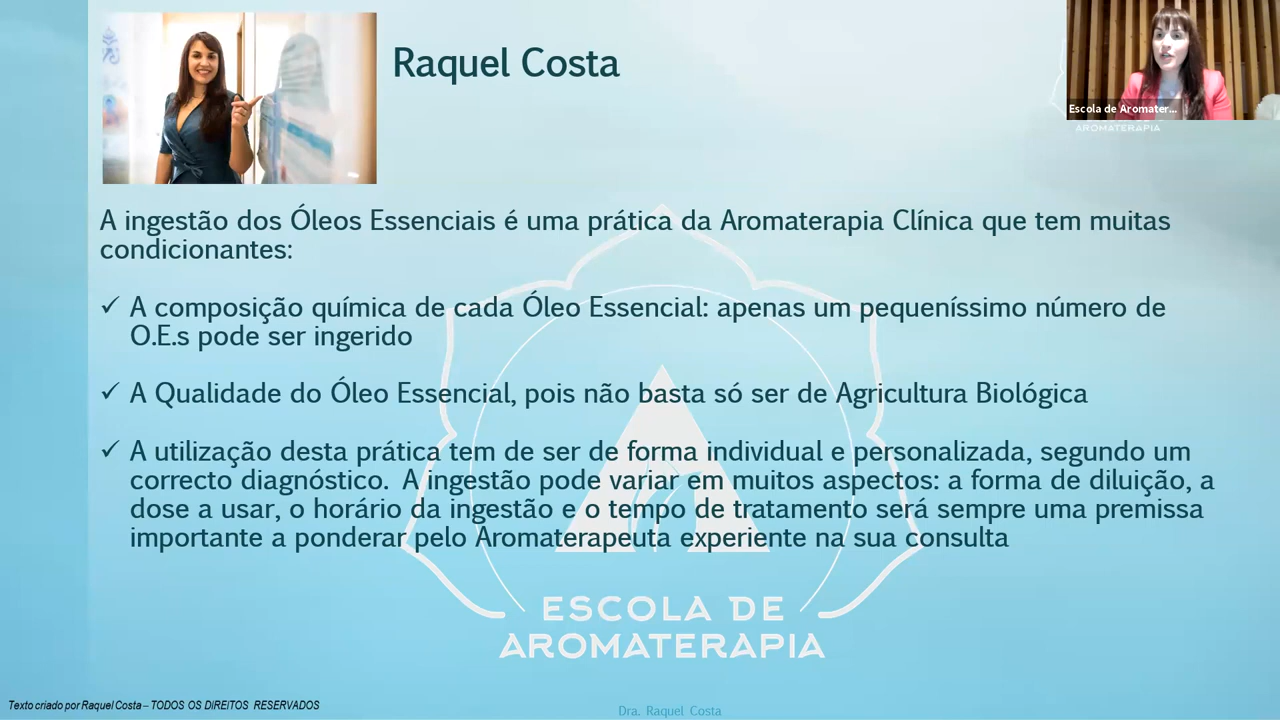 Raquel Costa
Escola de Aromater...
AROMATERAPIA
A ingestão dos Óleos Essenciais é uma prática da Aromaterapia Clínica que tem muitas
condicionantes:
✓ A composição química de cada Óleo Essencial: apenas um pequeníssimo número de
O.E.s pode ser ingerido
✓ A Qualidade do Óleo Essencial, pois não basta só ser de Agricultura Biológica
✓ A utilização desta prática tem de ser de forma individual e personalizada, segundo um
correcto diagnóstico. A ingestão pode variar em muitos aspectos: a forma de diluição, a
dose a usar, o horário da ingestão e o tempo de tratamento será sempre uma premissa
importante a ponderar pelo Aromaterapeuta experiente na sua consulta
ESCOLA DE
AROMATERAPIA
Texto criado por Raquel Costa – TODOS OS DIREITOS RESERVADOS
Dra. Raquel Costa